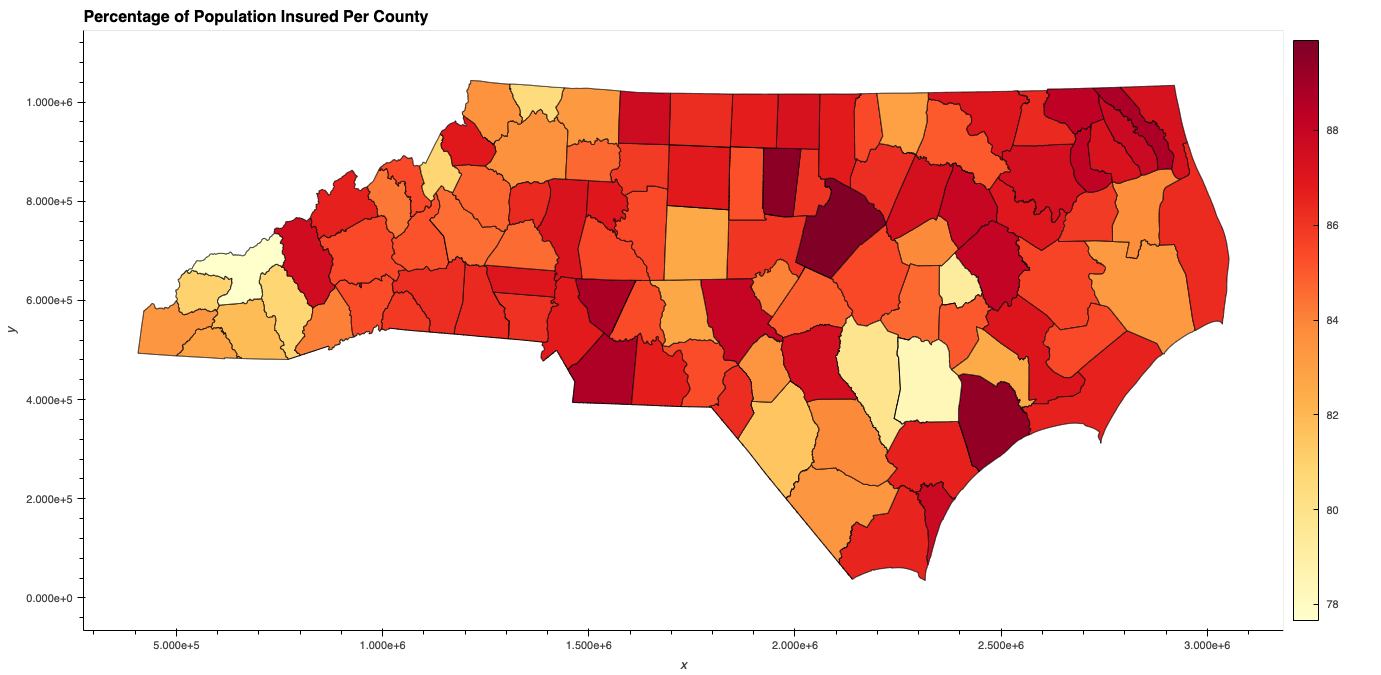 Percentage of Population Insured Per County
1.000e+6
8.000e+5
6.000e+5
4.000e+5
2.000e+5
0.000e+0
y
5.000e+5 1.000e+6 1.500e+6 2.000e+6 2.500e+6 3.000e+6
x
88
86
84
82
80
78